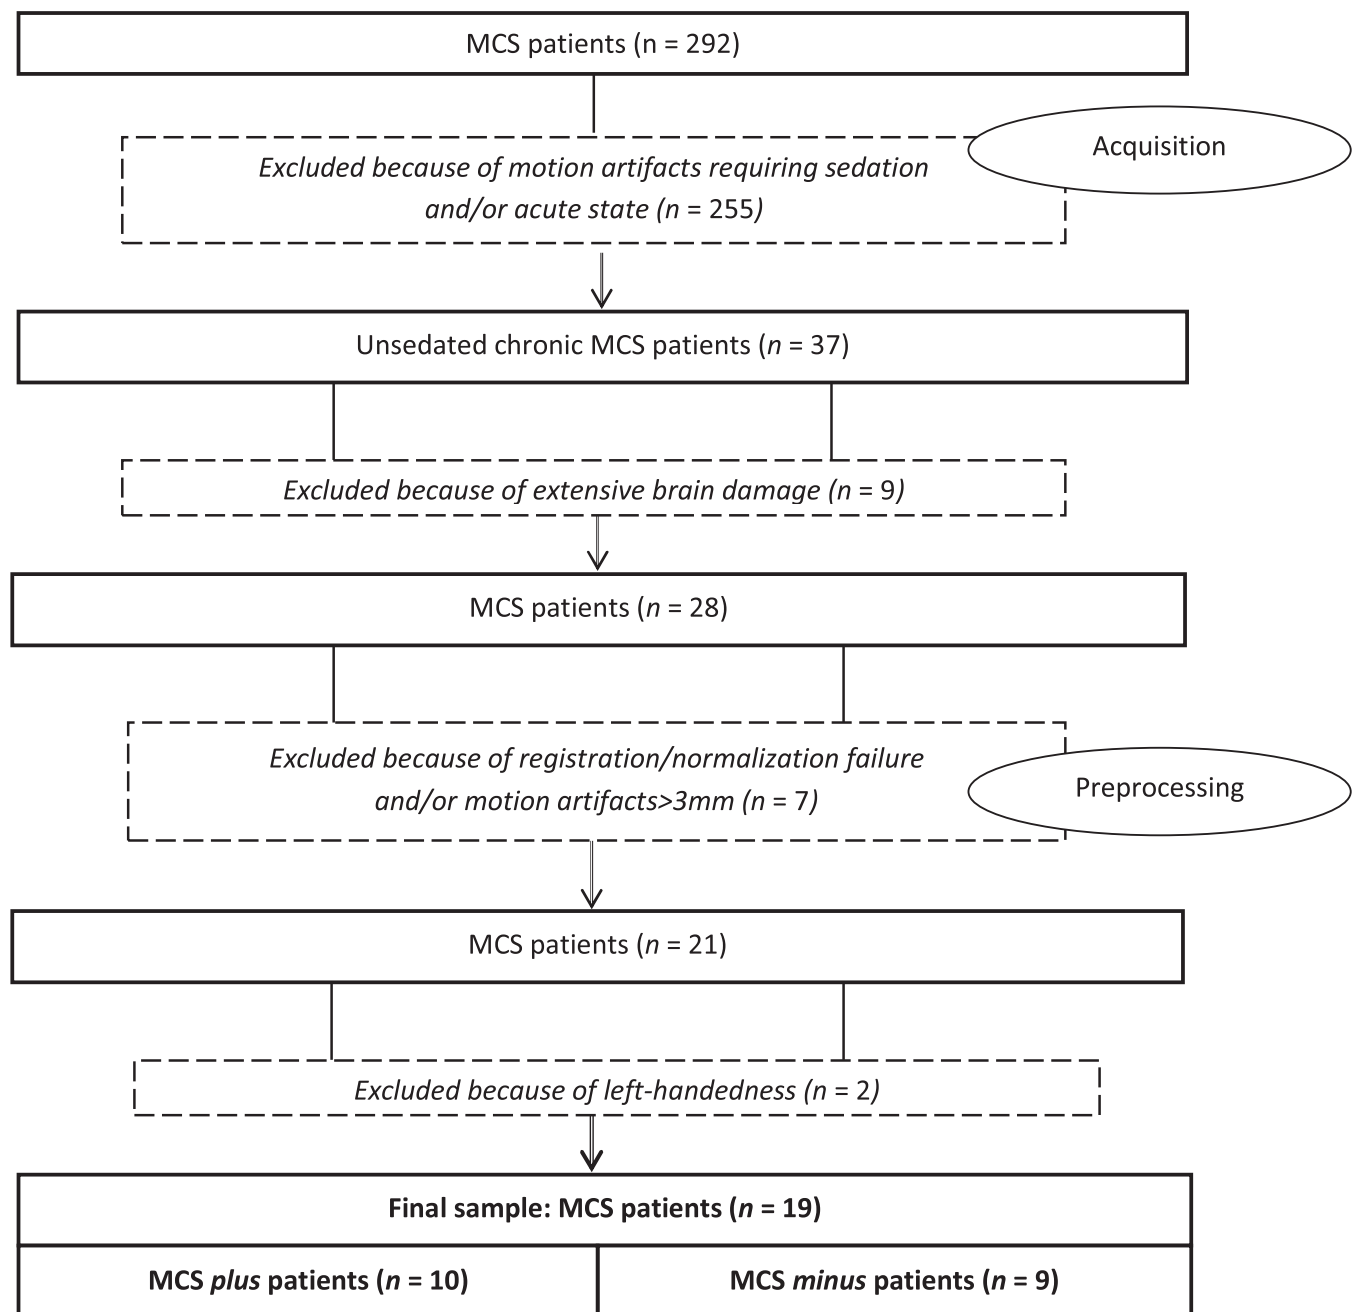 MCS patients (n = 292)
Acquisition
Excluded because of motion artifacts requiring sedation
and/or acute state (n = 255)
Unsedated chronic MCS patients (n = 37)
Excluded because of extensive brain damage (n = 9)
MCS patients (n = 28)
Excluded because of registration/normalization failure
and/or motion artifacts>3mm (n = 7)
Preprocessing
MCS patients (n = 21)
Excluded because of left-handedness (n = 2)
Final sample: MCS patients (n = 19)
MCS plus patients (n = 10)
MCS minus patients (n = 9)